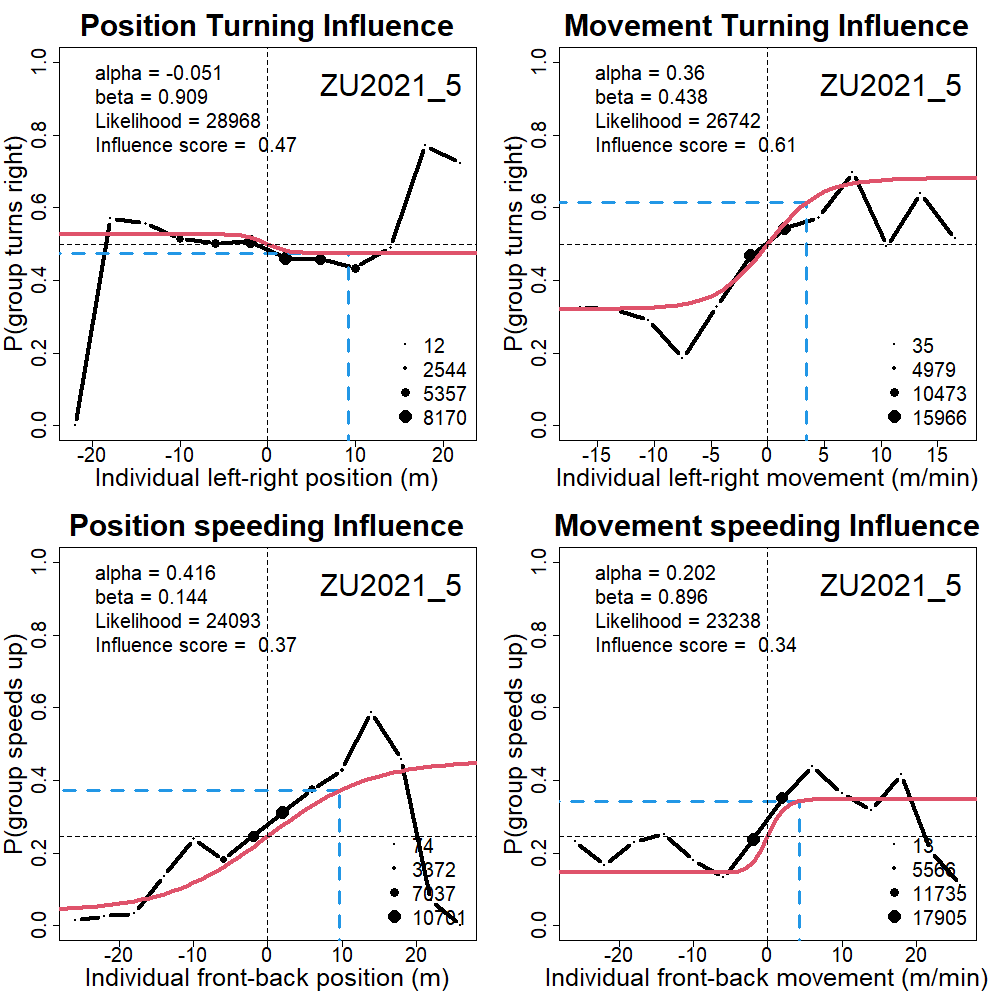 Position Turning Influence
alpha = -0.051
beta = 0.909
Likelihood = 28968
Influence score = 0.47
ZU2021_5
P(group turns right)
0.0 0.2 0.4 0.6 0.8 1.0
12
2544
5357
8170
-20 -10 0 10 20
Individual left-right position (m)
Movement Turning Influence
alpha = 0.36
beta = 0.438
Likelihood = 26742
Influence score = 0.61
ZU2021_5
P(group turns right)
0.0 0.2 0.4 0.6 0.8 1.0
35
4979
10473
15966
-15 -10 -5 0 5 10 15
Individual left-right movement (m/min)
Position speeding Influence
alpha = 0.416
beta = 0.144
Likelihood = 24093
Influence score = 0.37
ZU2021_5
P(group speeds up)
0.0 0.2 0.4 0.6 0.8 1.0
74
3372
7037
10701
-20 -10 0 10 20
Individual front-back position (m)
Movement speeding Influence
alpha = 0.202
beta = 0.896
Likelihood = 23238
Influence score = 0.34
ZU2021_5
P(group speeds up)
0.0 0.2 0.4 0.6 0.8 1.0
13
5566
11735
17905
-20 -10 0 10 20
Individual front-back movement (m/min)